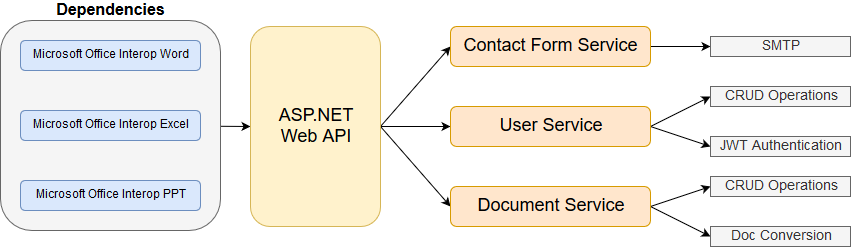 Dependencies
Microsoft Office Interop Word
Microsoft Office Interop Excel
Microsoft Office Interop PPT
ASP.NET
Web API
Contact Form Service
User Service
Document Service
SMTP
CRUD Operations
JWT Authentication
CRUD Operations
Doc Conversion